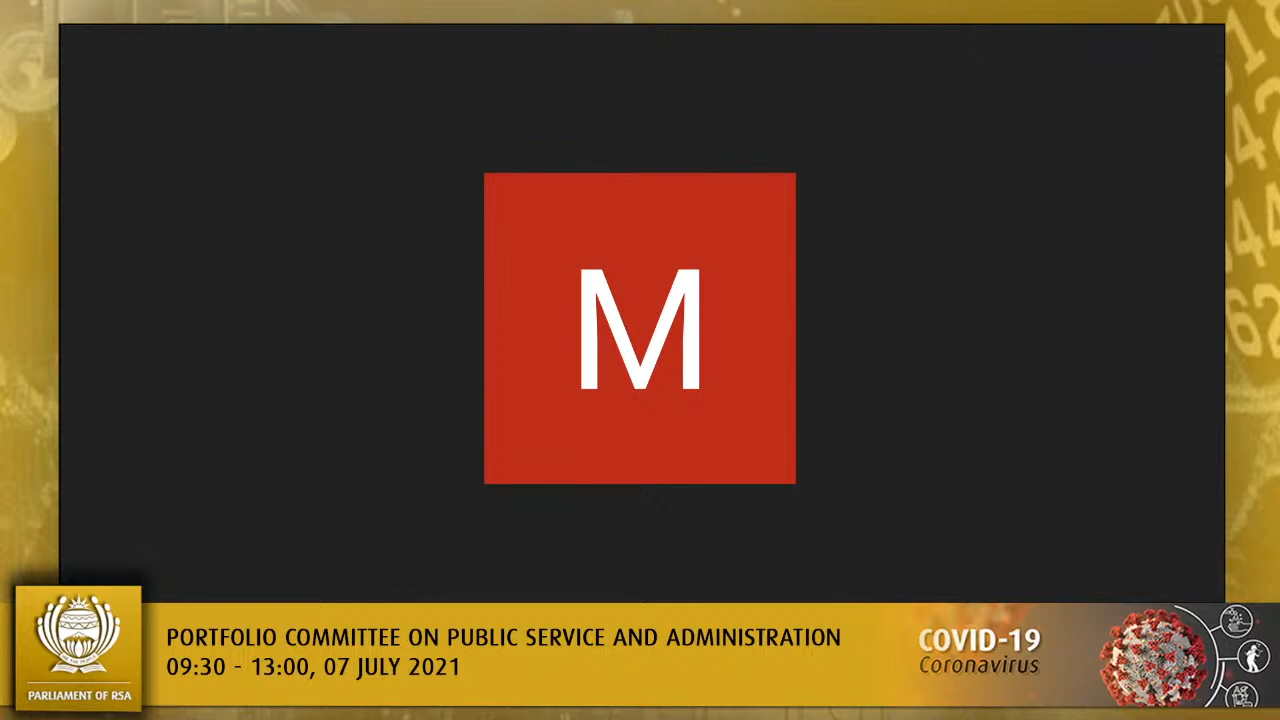 M
PORTFOLIO COMMITTEE ON PUBLIC SERVICE AND ADMINISTRATION
09:30 - 13:00, 07 JULY 2021
COVID-19
Coronavirus
PARLIAMENT OF RSA